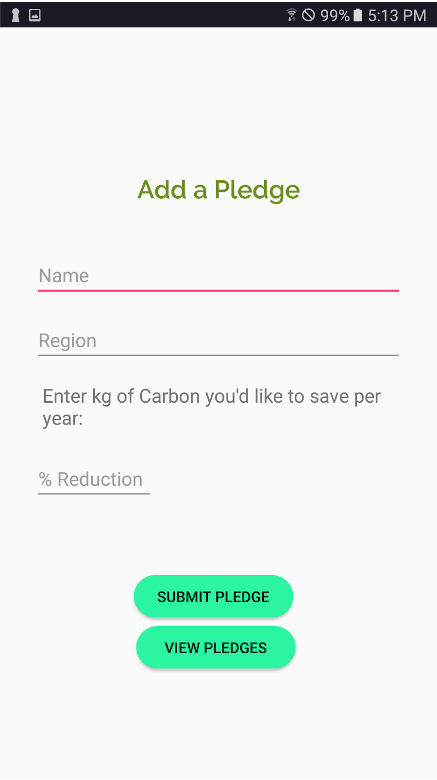 99% 5:13 PM
Add a Pledge
Name
Region
Enter kg of Carbon you'd like to save per
year:
% Reduction
SUBMIT PLEDGE
VIEW PLEDGES